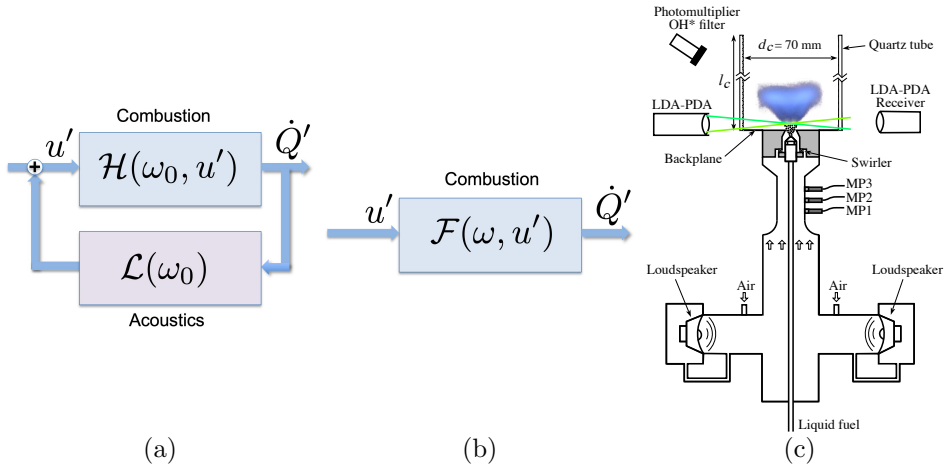 Combustion
u′
H(ω₀, u′)
Q̇′
L(ω₀)
Acoustics
(a)
Combustion
u′
F(ω, u′)
Q̇′
(b)
Photomultiplier
OH* filter
d_c = 70 mm
Quartz tube
l_c
LDA-PDA
LDA-PDA
Receiver
Backplane
Swirler
MP3
MP2
MP1
Loudspeaker
Air
Air
Loudspeaker
Liquid fuel
(c)